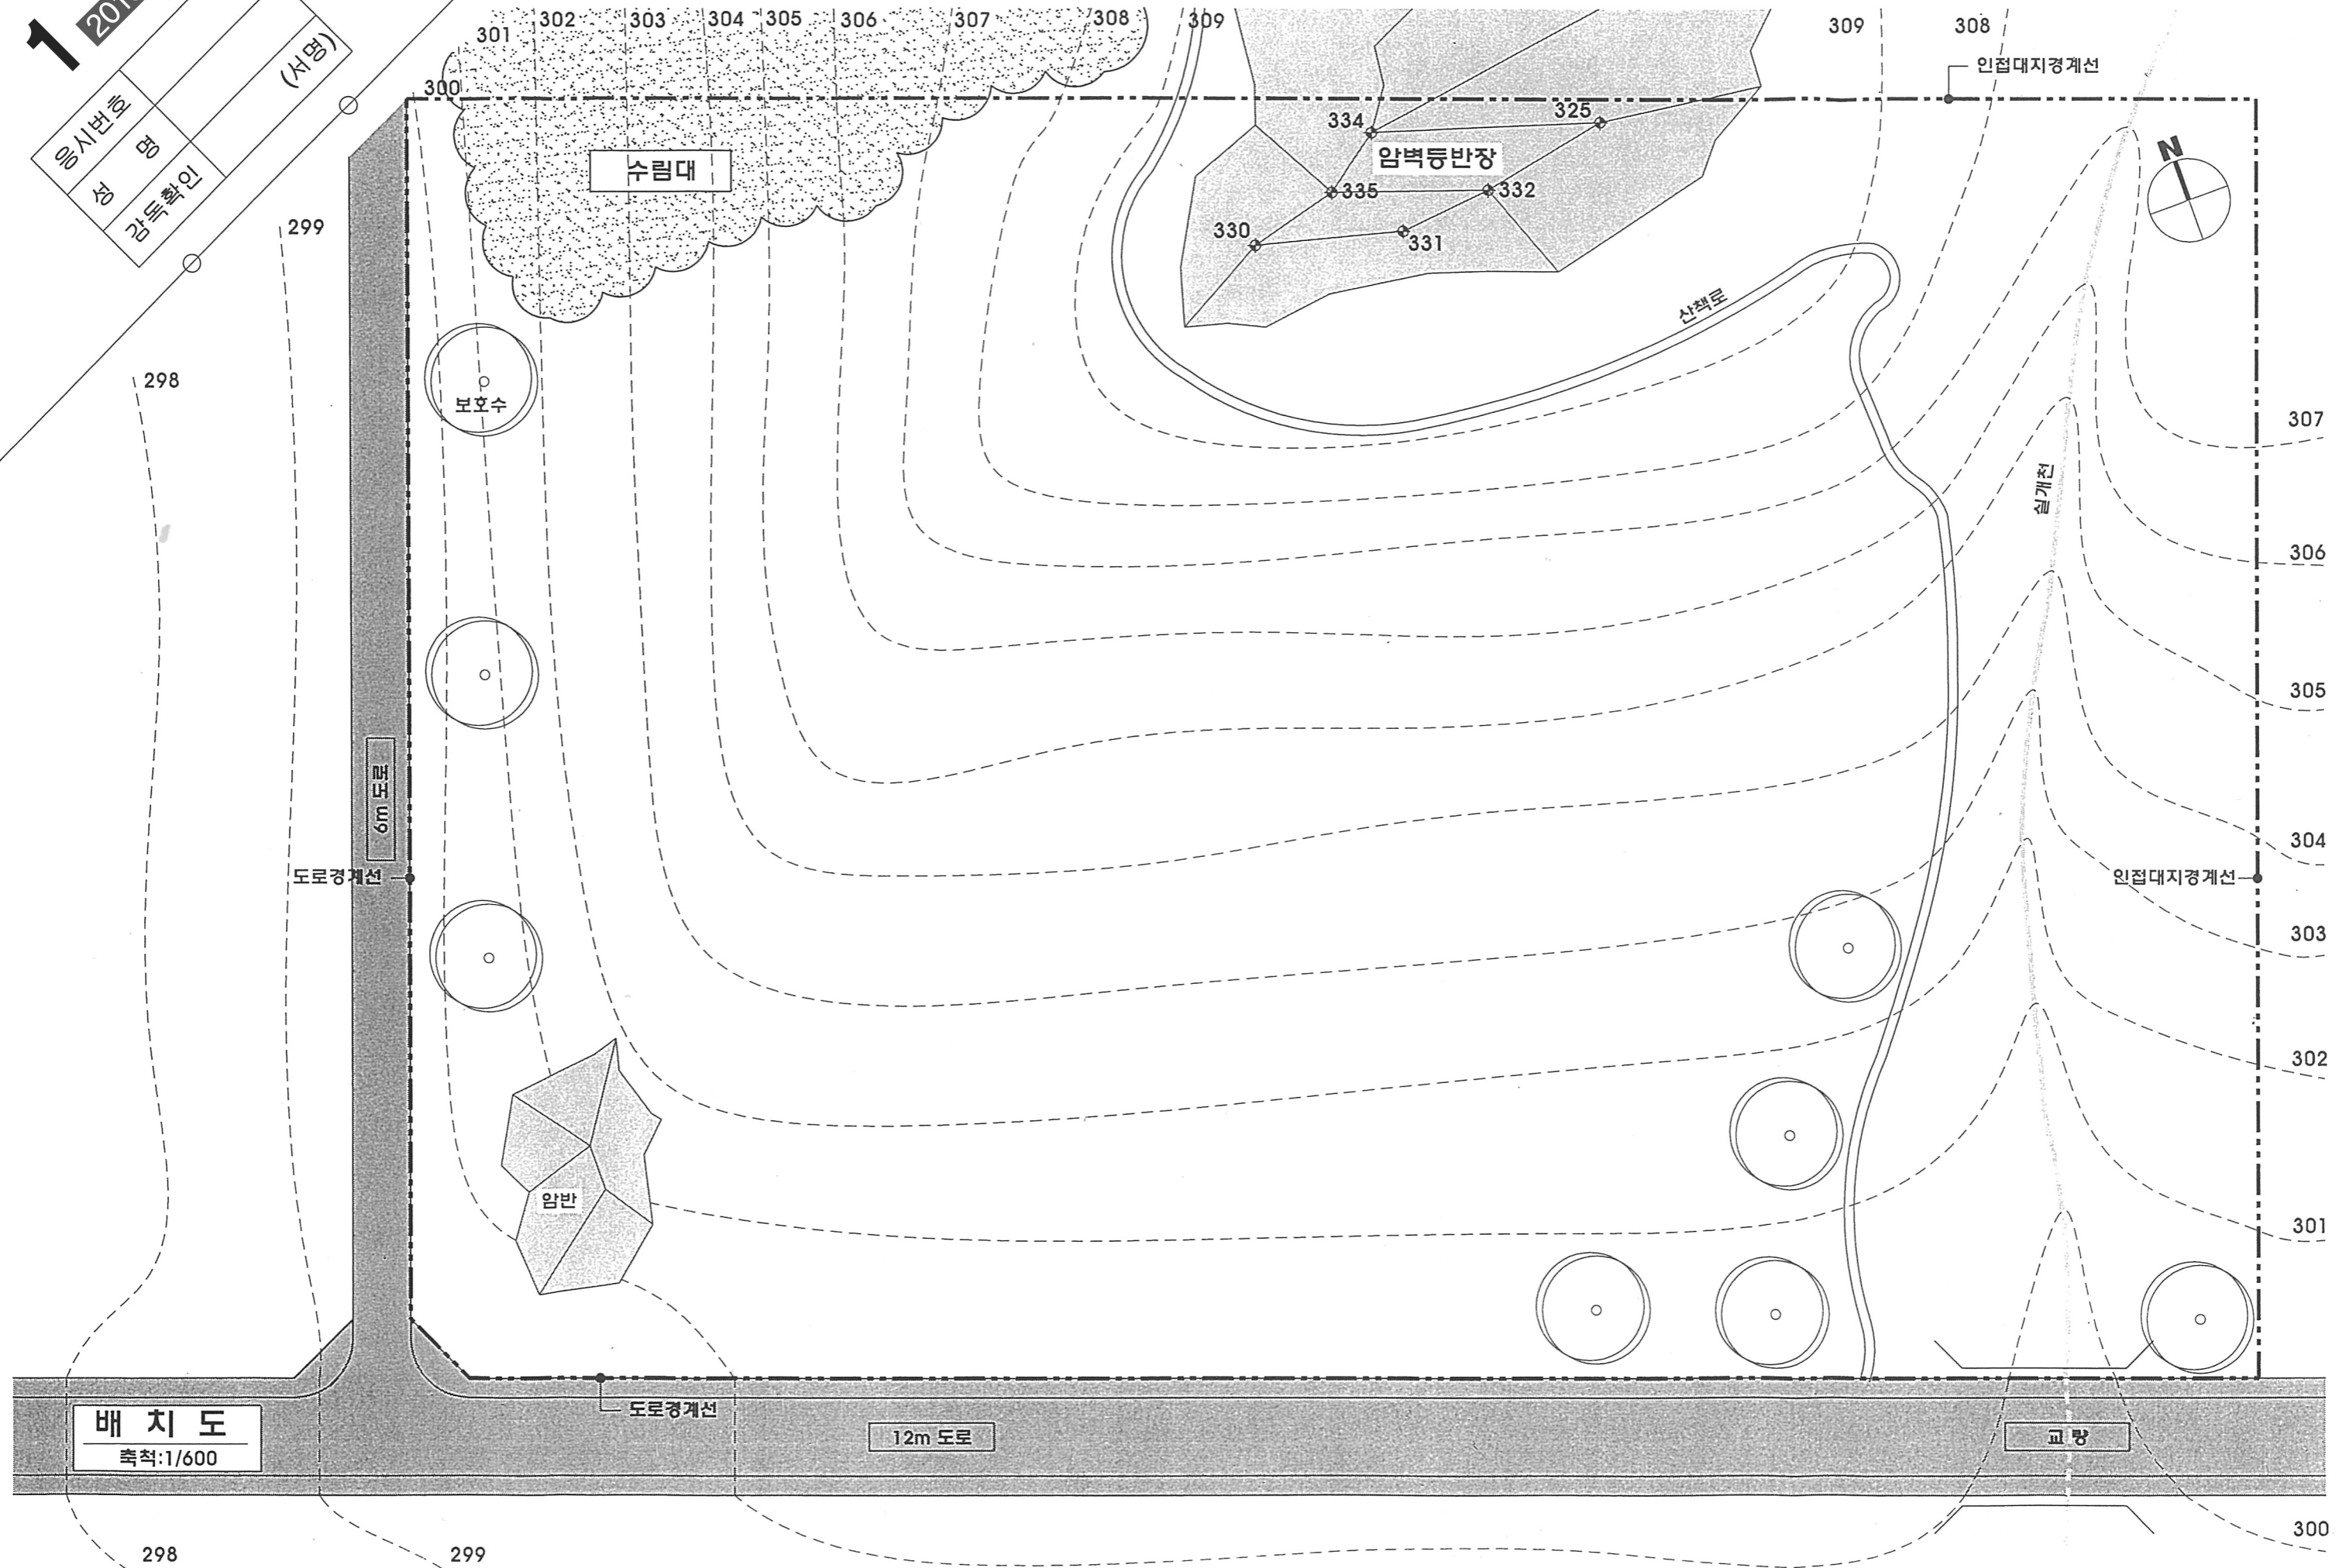 1
응시번호
성 명
감독확인
(서명)
301
302
303
304
305
306
307
308
309
309
308
인접대지경계선
300
수림대
334
325
암벽등반장
335
332
330
331
N
299
298
산책로
보호수
307
실개천
306
305
6m 도로
도로경계선
304
인접대지경계선
303
302
암반
301
도로경계선
배 치 도
축척:1/600
12m 도로
교 량
298
299
300